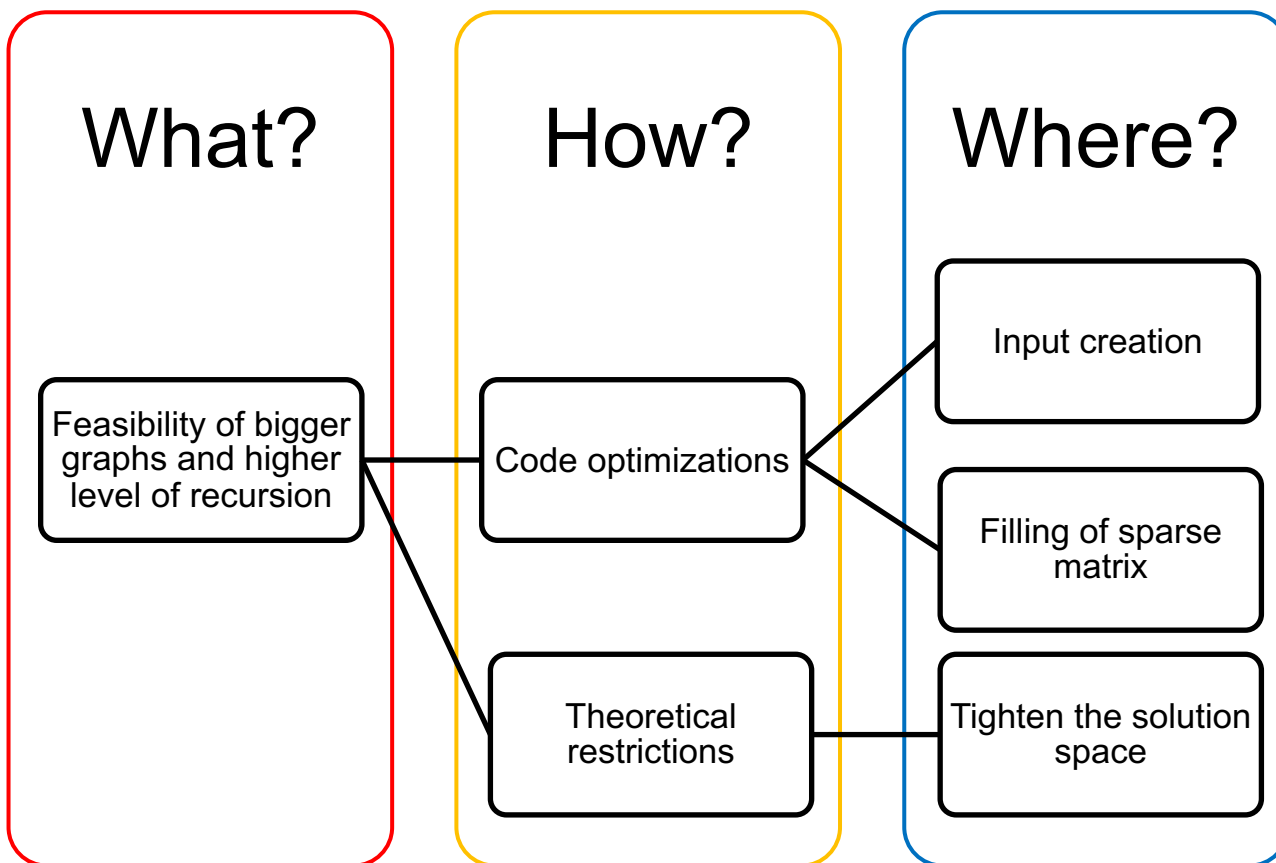 What?
How?
Where?
Feasibility of bigger
graphs and higher
level of recursion
Code optimizations
Input creation
Filling of sparse
matrix
Theoretical
restrictions
Tighten the solution
space